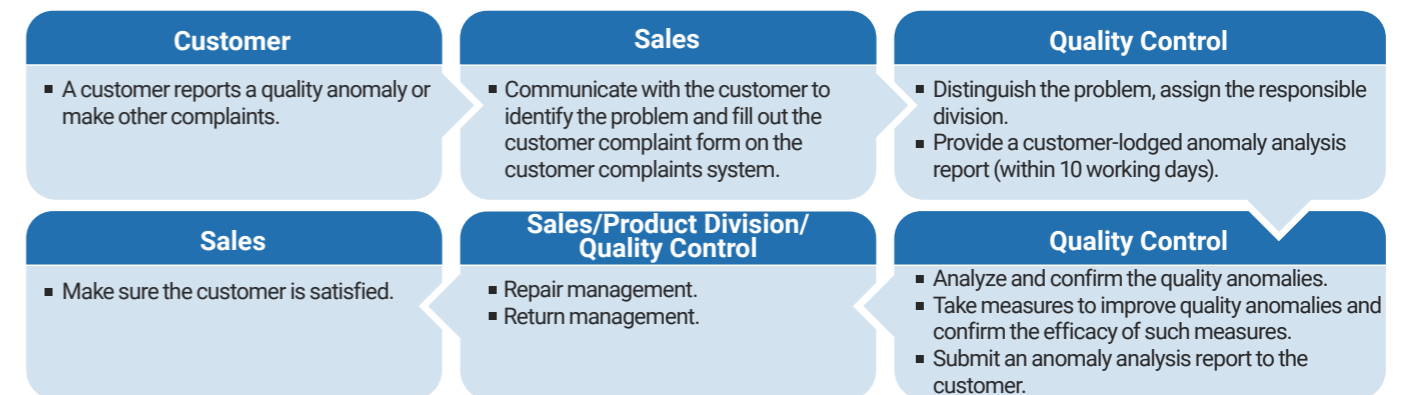 Customer
▪ A customer reports a quality anomaly or
make other complaints.
Sales
▪ Communicate with the customer to
identify the problem and fill out the
customer complaint form on the
customer complaints system.
Quality Control
▪ Distinguish the problem, assign the responsible
division.
▪ Provide a customer-lodged anomaly analysis
report (within 10 working days).
Quality Control
▪ Analyze and confirm the quality anomalies.
▪ Take measures to improve quality anomalies and
confirm the efficacy of such measures.
▪ Submit an anomaly analysis report to the
customer.
Sales/Product Division/
Quality Control
▪ Repair management.
▪ Return management.
Sales
▪ Make sure the customer is satisfied.